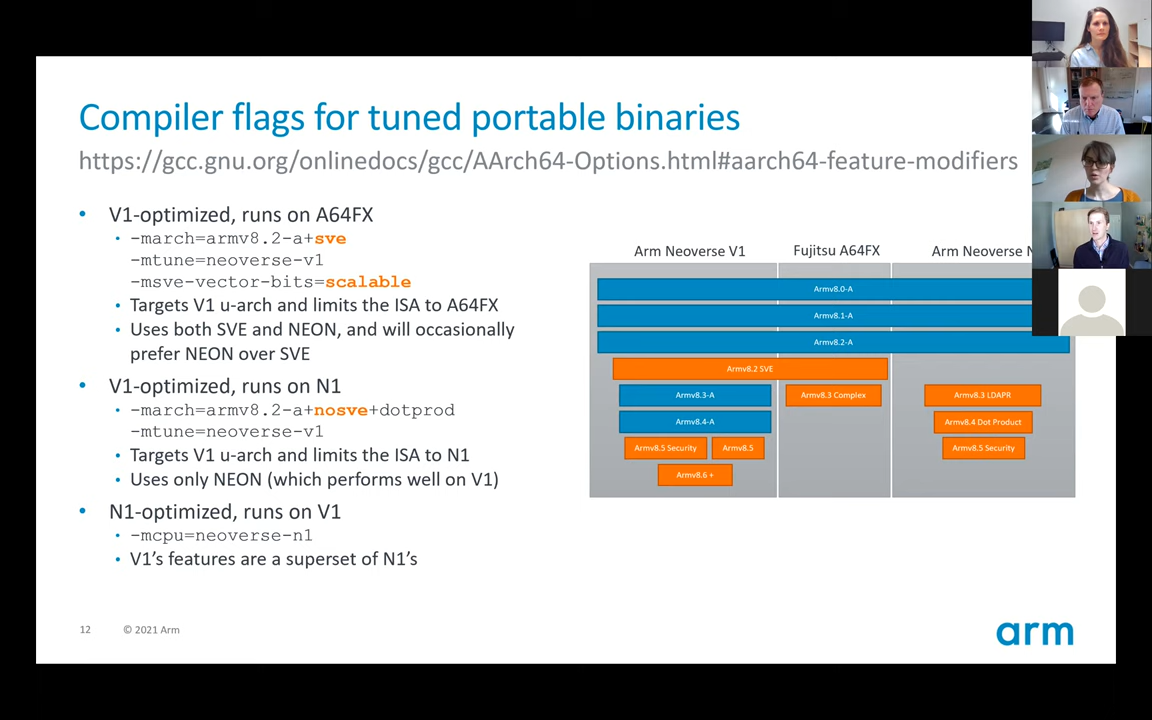 Compiler flags for tuned portable binaries
https://gcc.gnu.org/onlinedocs/gcc/AArch64-Options.html#aarch64-feature-modifiers
• V1-optimized, runs on A64FX
• -march=armv8.2-a+sve
-mtune=neoverse-v1
-msve-vector-bits=scalable
• Targets V1 u-arch and limits the ISA to A64FX
• Uses both SVE and NEON, and will occasionally
prefer NEON over SVE
• V1-optimized, runs on N1
• -march=armv8.2-a+nosve+dotprod
-mtune=neoverse-v1
• Targets V1 u-arch and limits the ISA to N1
• Uses only NEON (which performs well on V1)
• N1-optimized, runs on V1
• -mcpu=neoverse-n1
• V1's features are a superset of N1's
Arm Neoverse V1 Fujitsu A64FX Arm Neoverse
Armv8.0-A
Armv8.1-A
Armv8.2-A
Armv8.2 SVE
Armv8.3-A Armv8.3 Complex Armv8.3 LDAPR
Armv8.4-A Armv8.4 Dot Product
Armv8.5 Security Armv8.5 Armv8.5 Security
Armv8.6 +
12 © 2021 Arm
arm